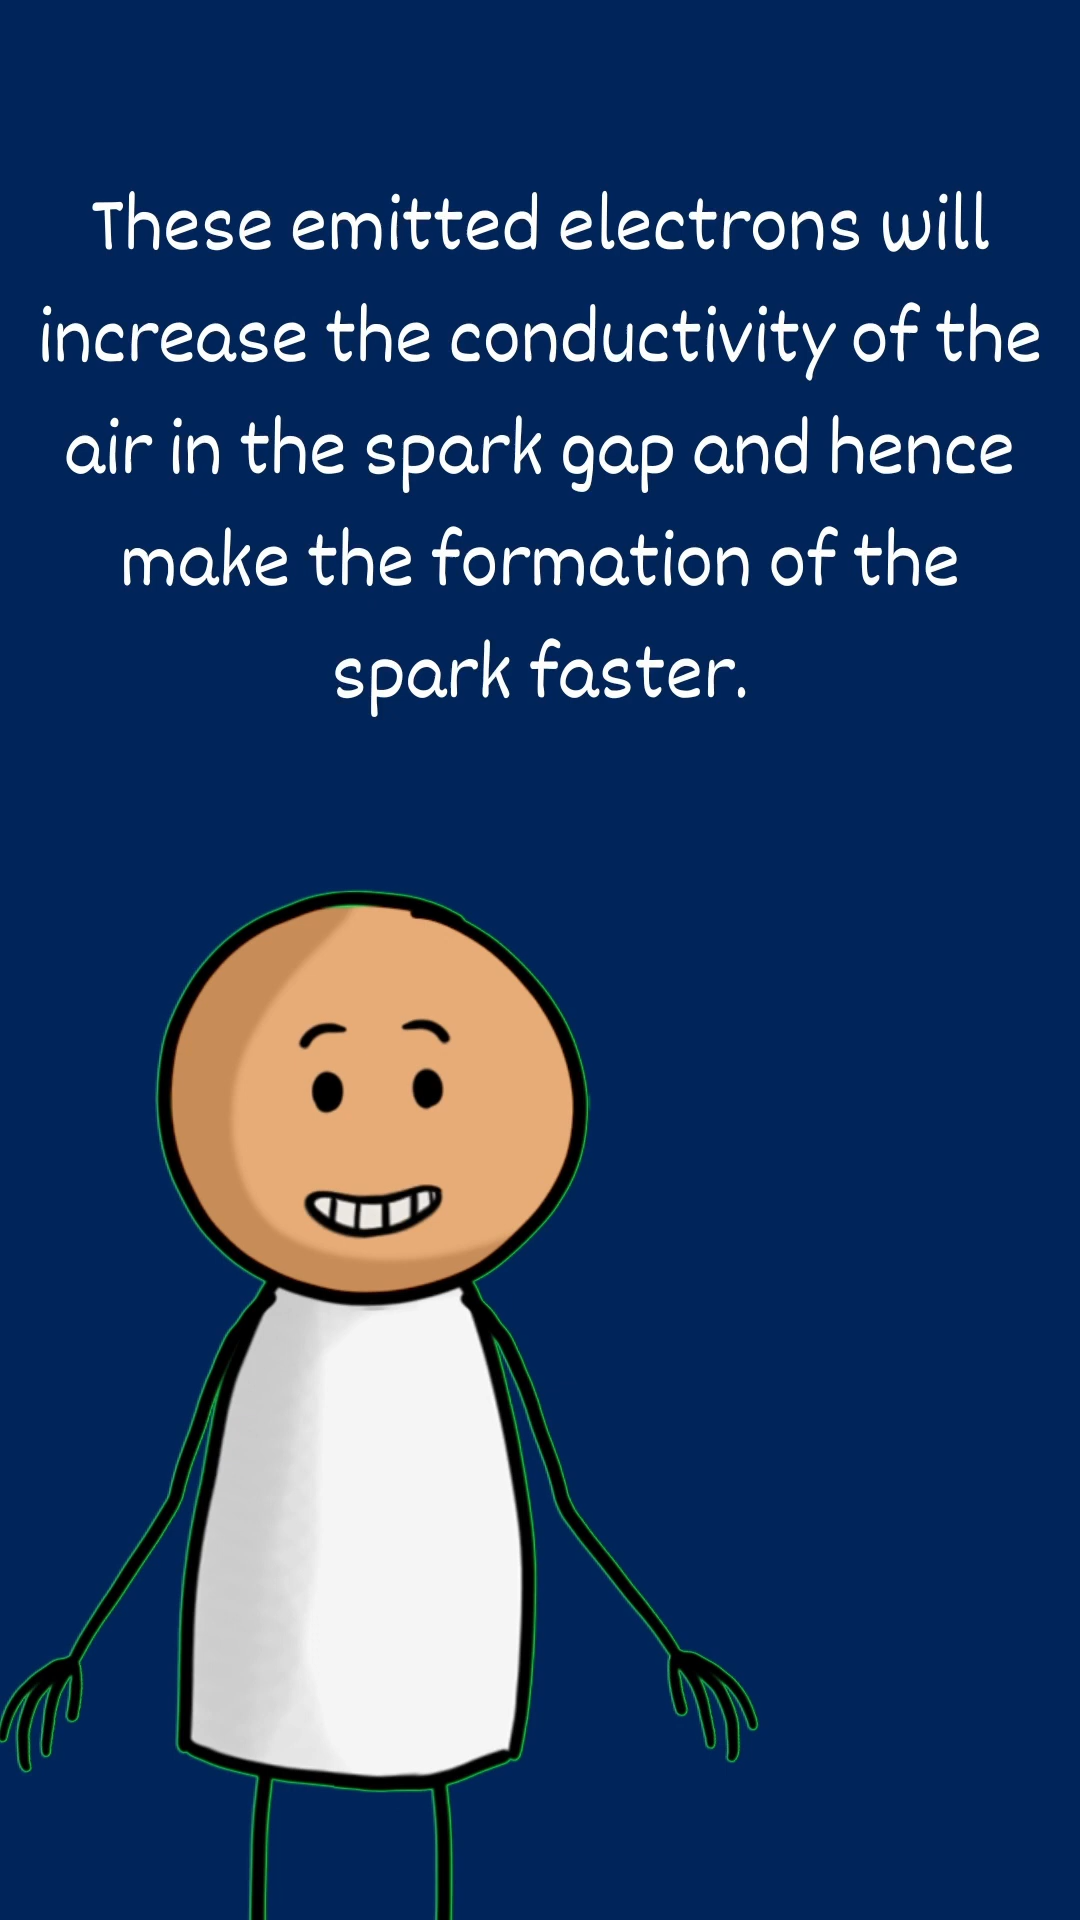 These emitted electrons will
increase the conductivity of the
air in the spark gap and hence
make the formation of the
spark faster.